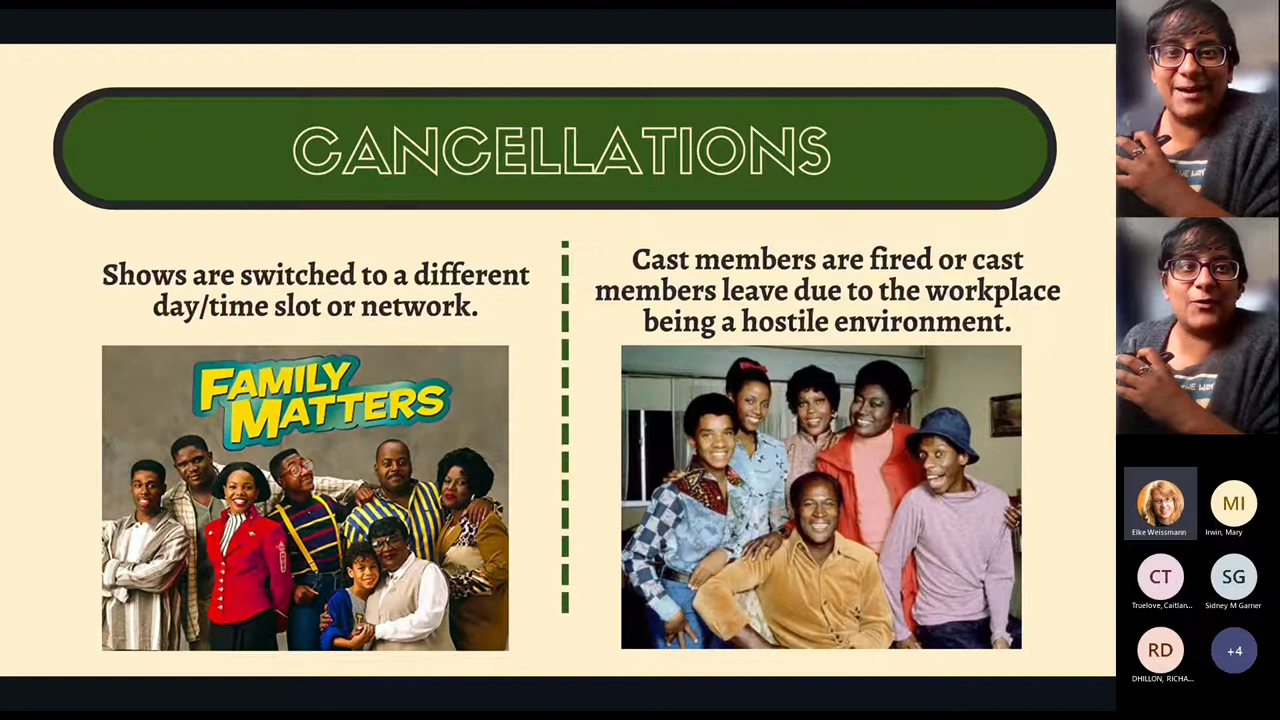 CANCELLATIONS
Shows are switched to a different
day/time slot or network.
Cast members are fired or cast
members leave due to the workplace
being a hostile environment.
FAMILY
MATTERS
Elke Weissmann
MI
Irwin, Mary
CT
Truelove, Caitlan...
SG
Sidney M Garner
RD
DHILLON, RICHA...
+4